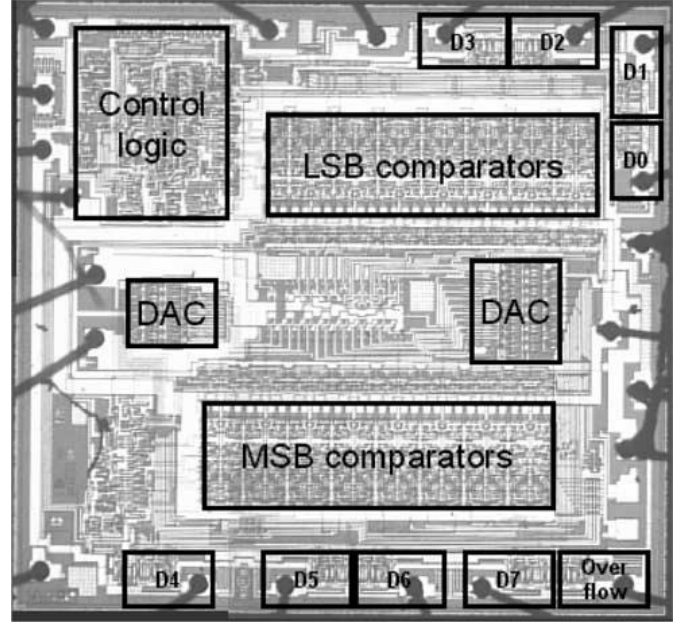 D3
D2
D1
Control
logic
LSB comparators
D0
DAC
DAC
MSB comparators
D4
D5
D6
D7
Over
flow